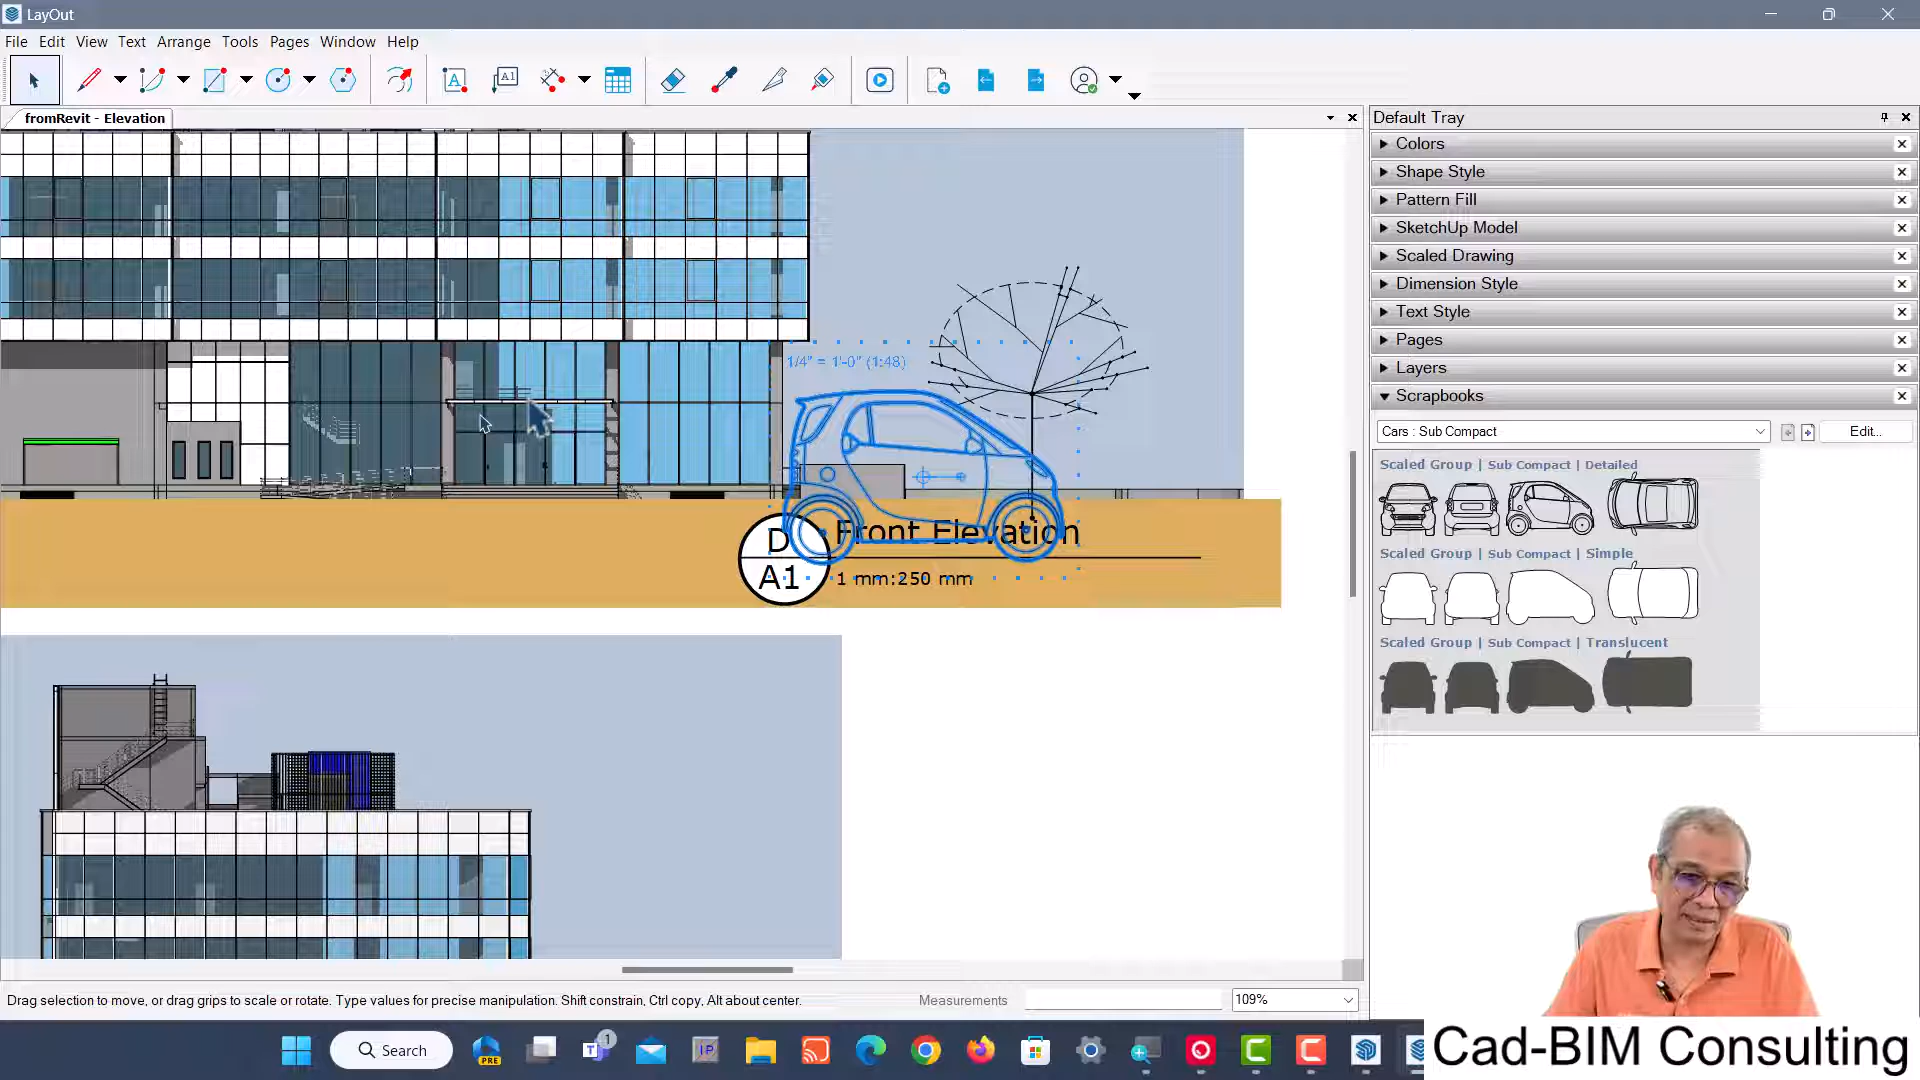 LayOut
File Edit View Text Arrange Tools Pages Window Help
fromRevit - Elevation
Default Tray
Colors
Shape Style
Pattern Fill
SketchUp Model
Scaled Drawing
Dimension Style
Text Style
Pages
Layers
Scrapbooks
Cars : Sub Compact
Edit...
Scaled Group | Sub Compact | Detailed
Scaled Group | Sub Compact | Simple
Scaled Group | Sub Compact | Translucent
1/4" = 1'-0" (1:48)
D
Front Elevation
A1
1 mm:250 mm
Drag selection to move, or drag grips to scale or rotate. Type values for precise manipulation. Shift constrain, Ctrl copy, Alt about center.
Measurements
109%
Search
PRE
1
IP
Cad-BIM Consulting